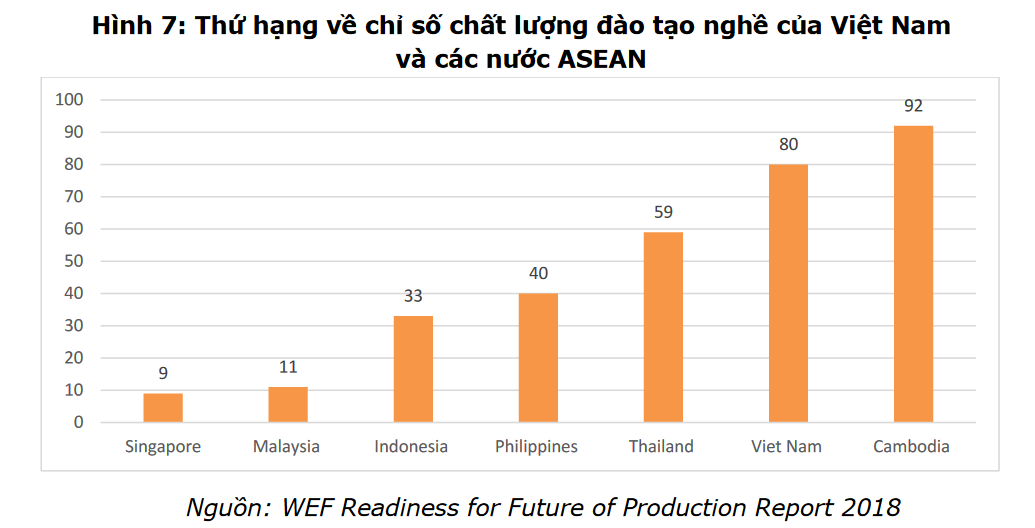 Hình 7: Thứ hạng về chỉ số chất lượng đào tạo nghề của Việt Nam
và các nước ASEAN
100
90
80
70
60
50
40
30
20
10
0
9
11
33
40
59
80
92
Singapore
Malaysia
Indonesia
Philippines
Thailand
Viet Nam
Cambodia
Nguồn: WEF Readiness for Future of Production Report 2018